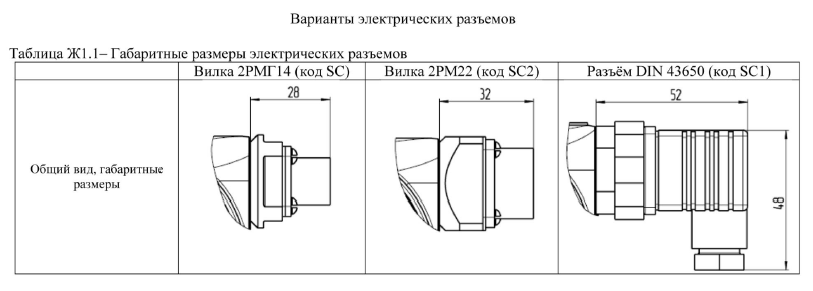 Варианты электрических разъемов
Таблица Ж1.1– Габаритные размеры электрических разъемов
Вилка 2РМГ14 (код SC)
Вилка 2РМ22 (код SC2)
Разъём DIN 43650 (код SC1)
Общий вид, габаритные
размеры
28
32
52
48